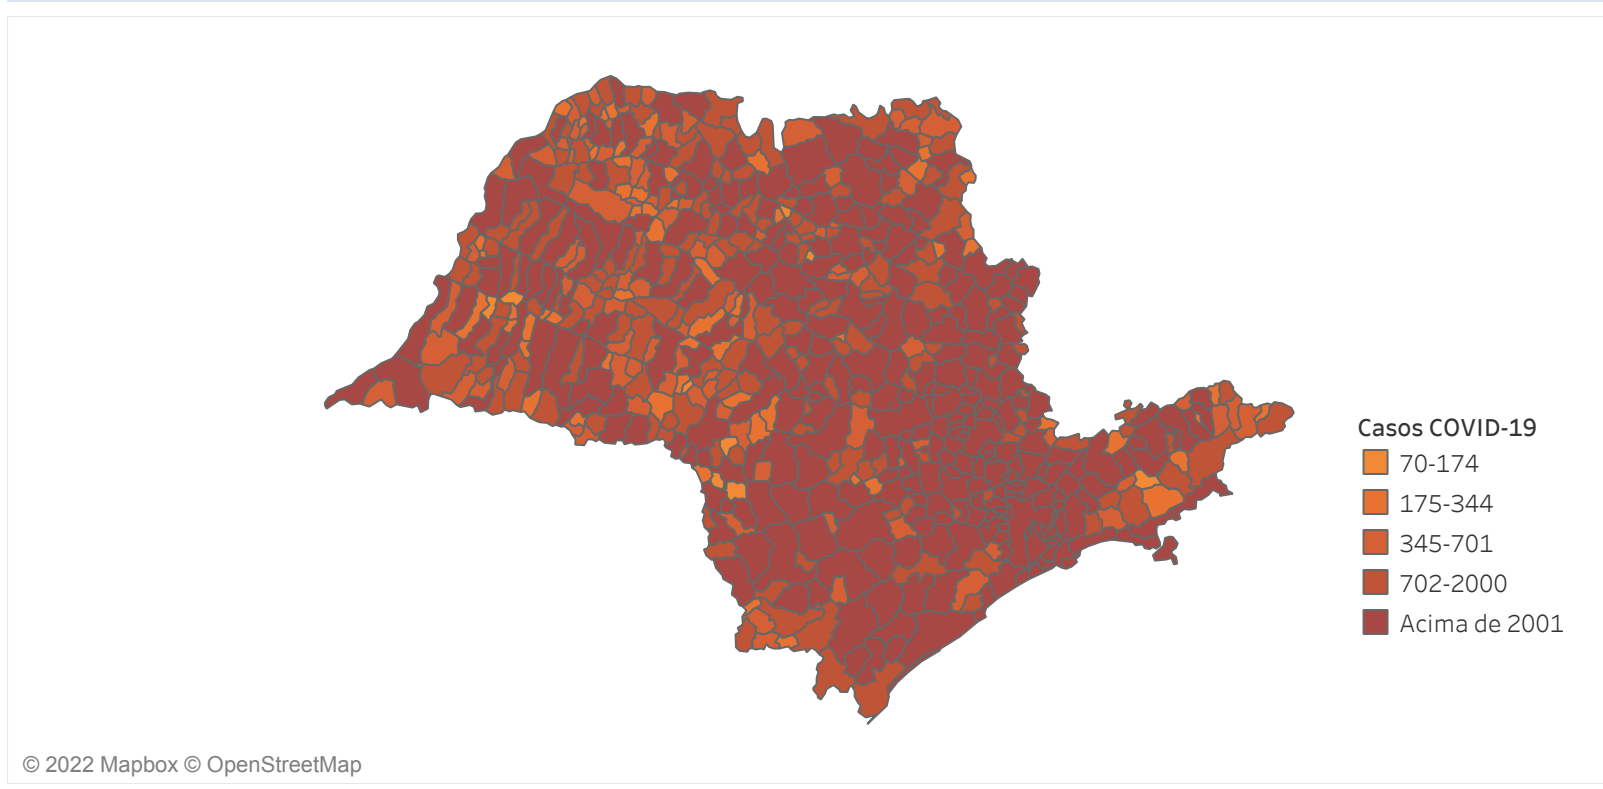 Casos COVID-19
70-174
175-344
345-701
702-2000
Acima de 2001
© 2022 Mapbox © OpenStreetMap